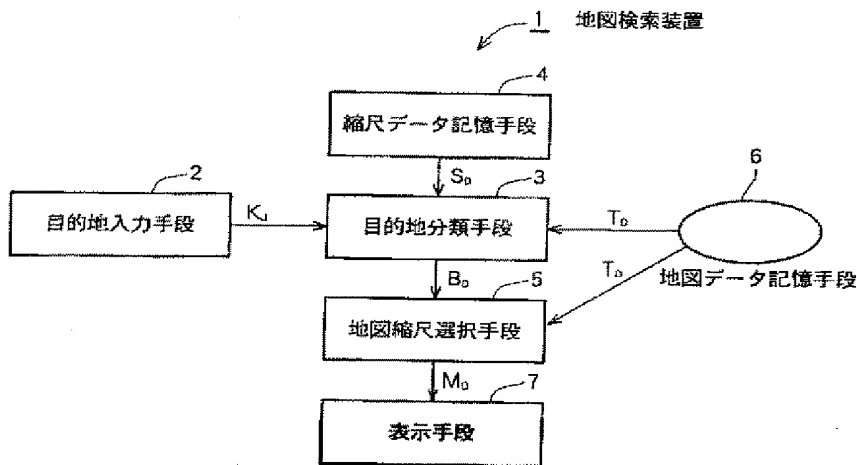 1 地図検索装置
4
縮尺データ記憶手段
S₀
2
目的地入力手段
Kᵤ
3
目的地分類手段
T₀
6
地図データ記憶手段
T₀
B₀
5
地図縮尺選択手段
M₀
7
表示手段